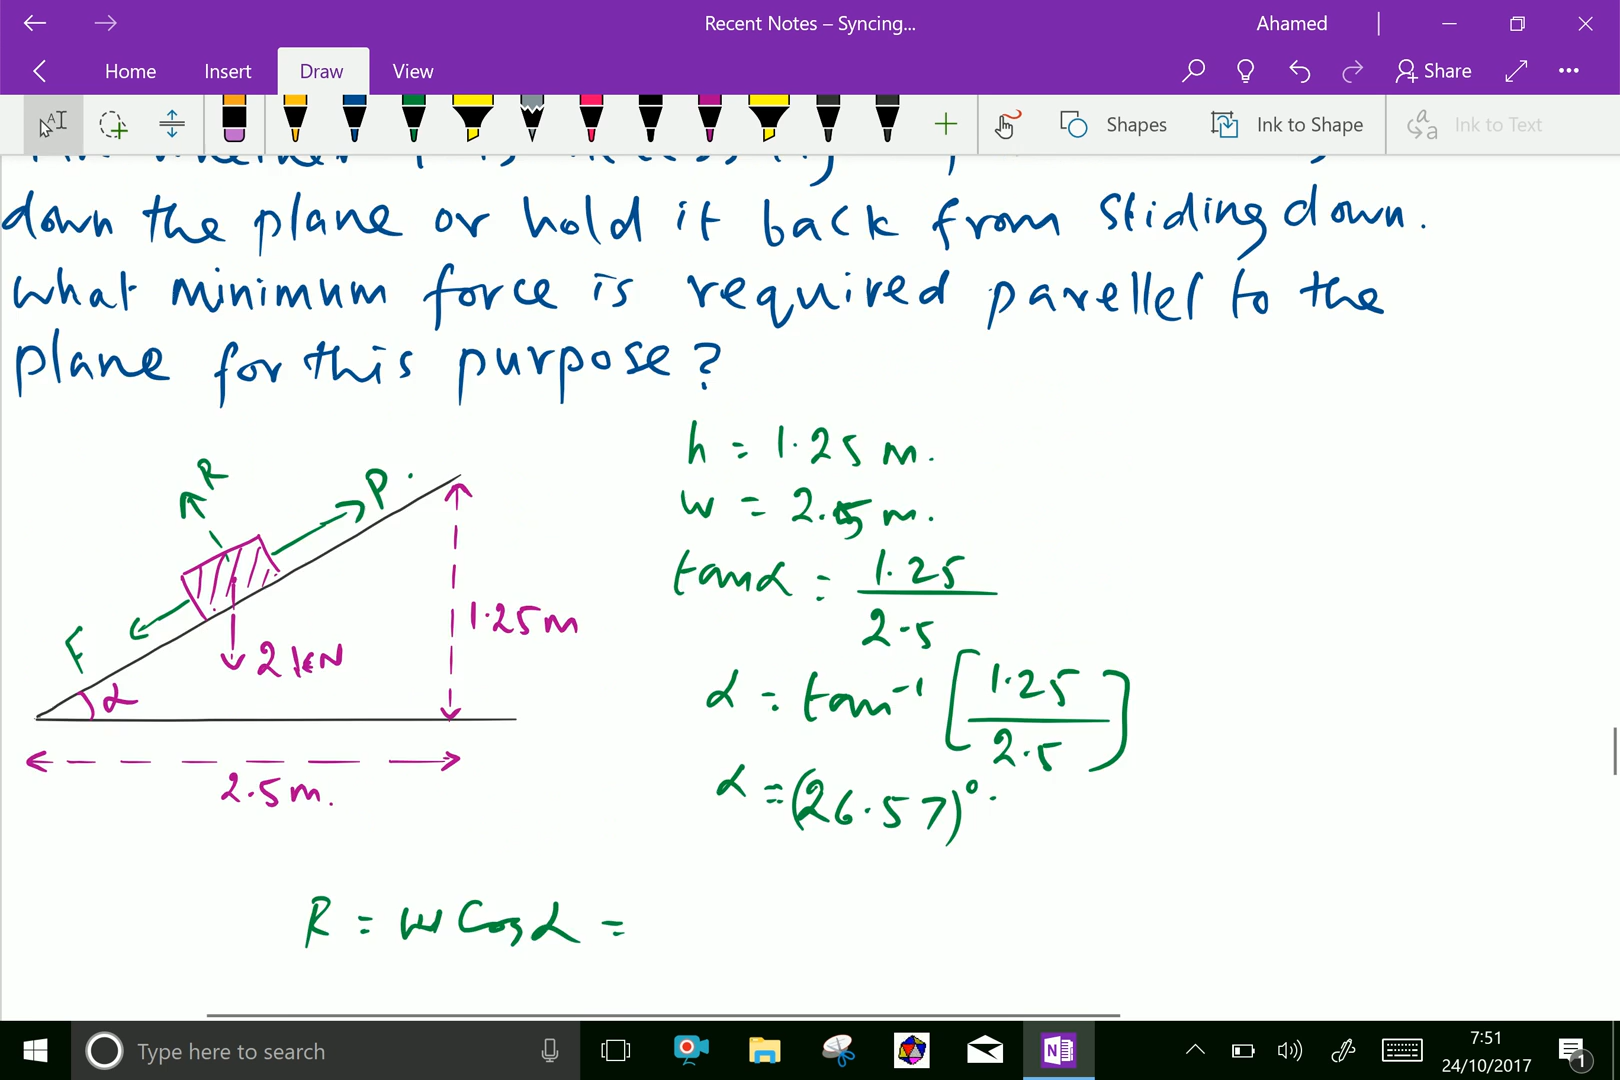 Recent Notes – Syncing...
Ahamed
Home Insert Draw View
Share
Shapes Ink to Shape Ink to Text
down the plane or hold it back from sliding down.
what minimum force is required parellel to the
plane for this purpose?
h = 1.25 m.
w = 2.5 m.
tanα = 1.25
2.5
α = tan⁻¹ [1.25
2.5]
α = (26.57)°.
R
P.
F
2 kN
1.25 m
α
2.5 m.
R = w Cosα =
Type here to search
7:51
24/10/2017
1